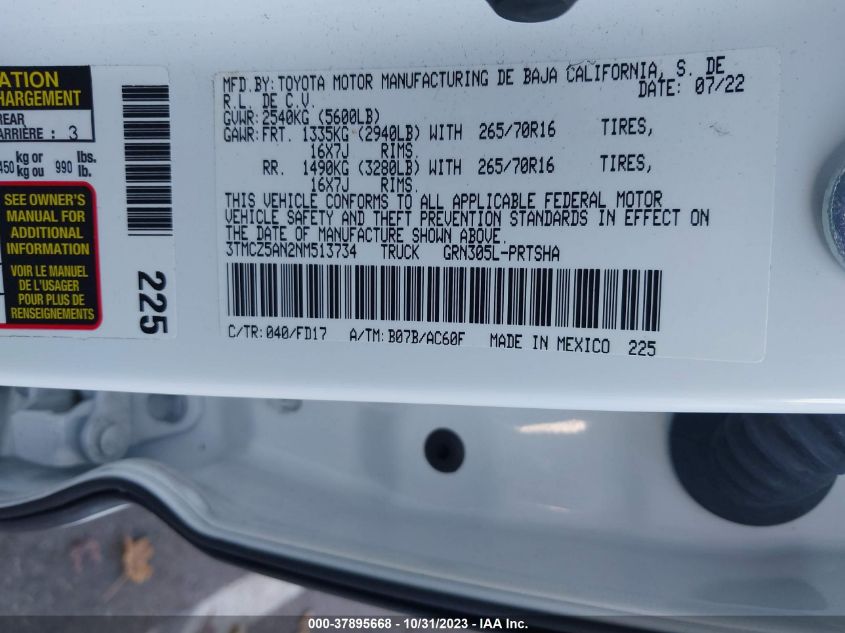 ATION
HARGEMENT
REAR
ARRIÈRE : 3
450 kg or kg ou 990 lbs. lb.
SEE OWNER'S
MANUAL FOR
ADDITIONAL
INFORMATION
VOIR LE MANUEL
DE L'USAGER
POUR PLUS DE
RENSEIGNEMENTS
225
MFD.BY:TOYOTA MOTOR MANUFACTURING DE BAJA CALIFORNIA, S. DE
R.L. DE C.V. DATE: 07/22
GVWR:2540KG (5600LB)
GAWR:FRT. 1335KG (2940LB) WITH 265/70R16 TIRES,
16X7J RIMS.
RR. 1490KG (3280LB) WITH 265/70R16 TIRES,
16X7J RIMS.
THIS VEHICLE CONFORMS TO ALL APPLICABLE FEDERAL MOTOR
VEHICLE SAFETY AND THEFT PREVENTION STANDARDS IN EFFECT ON
THE DATE OF MANUFACTURE SHOWN ABOVE.
3TMCZ5AN2NM513734 TRUCK GRN305L-PRTSHA
C/TR:040/FD17 A/TM:B07B/AC60F MADE IN MEXICO 225
000-37895668 - 10/31/2023 - IAA Inc.